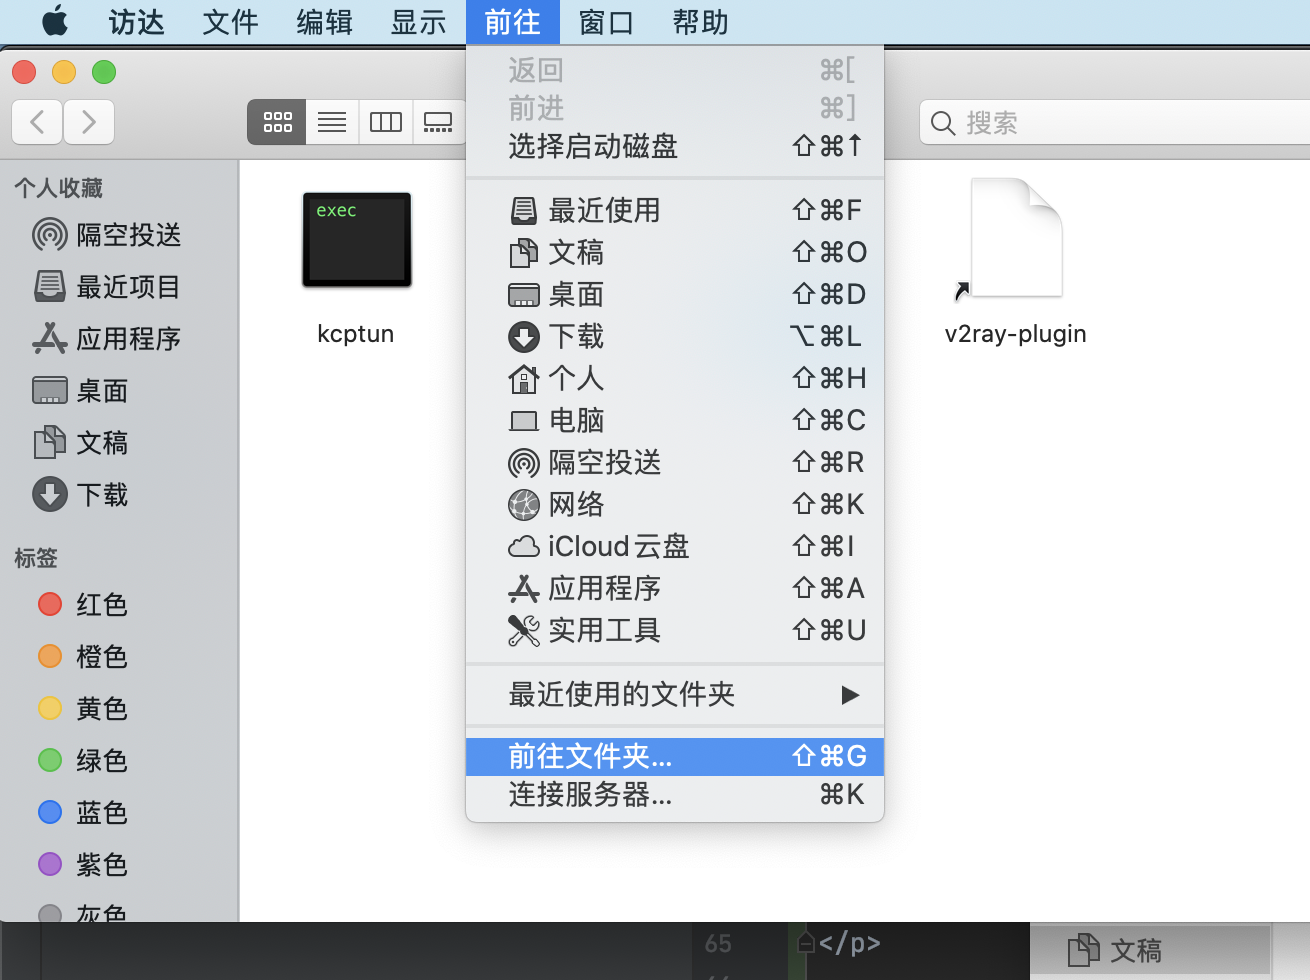 访达 文件 编辑 显示 前往 窗口 帮助
搜索
个人收藏
隔空投送
最近项目
应用程序
桌面
文稿
下载
标签
红色
橙色
黄色
绿色
蓝色
紫色
灰色
exec
kcptun
返回 ⌘[
前进 ⌘]
选择启动磁盘 ⇧⌘↑
最近使用 ⇧⌘F
文稿 ⇧⌘O
桌面 ⇧⌘D
下载 ⌥⌘L
个人 ⇧⌘H
电脑 ⇧⌘C
隔空投送 ⇧⌘R
网络 ⇧⌘K
iCloud云盘 ⇧⌘I
应用程序 ⇧⌘A
实用工具 ⇧⌘U
最近使用的文件夹 ▶
前往文件夹... ⇧⌘G
连接服务器... ⌘K
v2ray-plugin
65 </p>
文稿